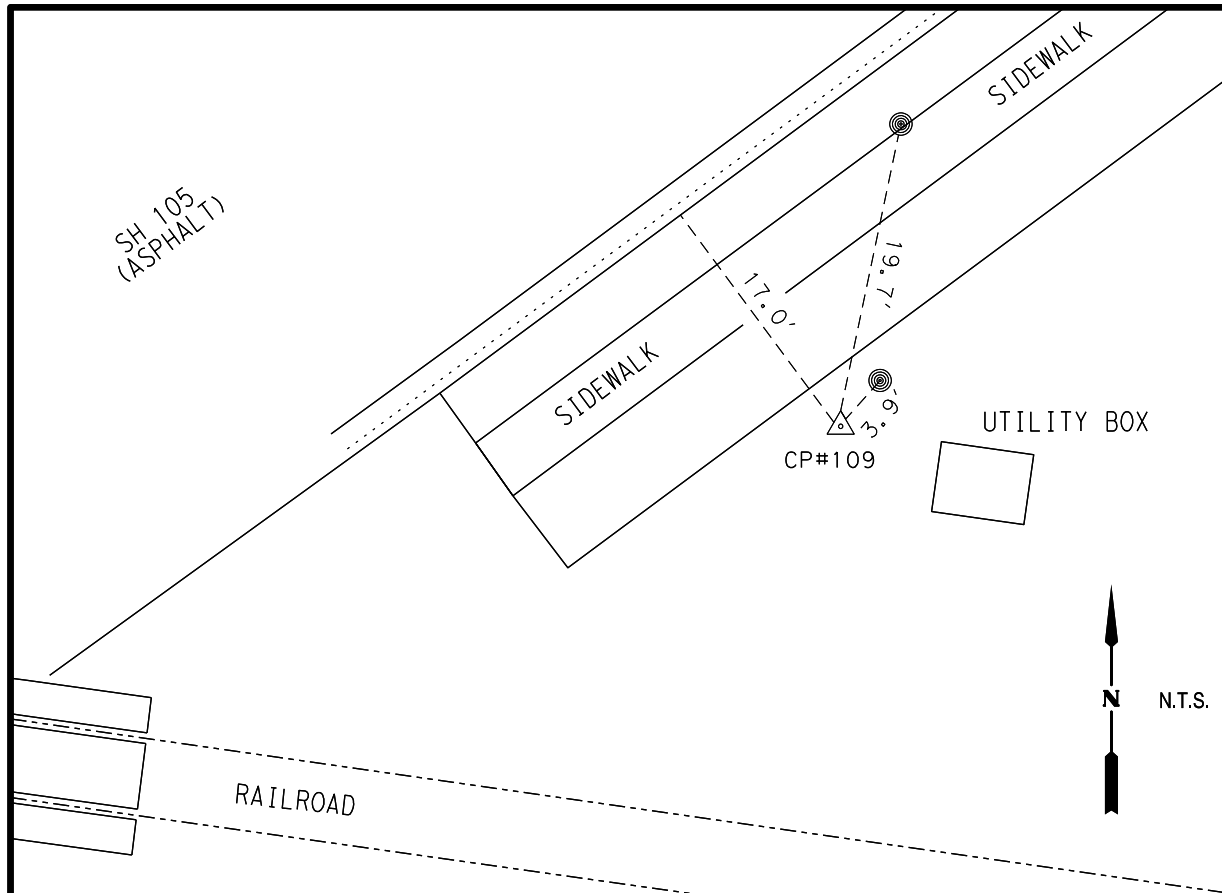 SIDEWALK
SH 105
(ASPHALT)
19.7'
17.0'
SIDEWALK
3.9'
UTILITY BOX
CP#109
N
N.T.S.
RAILROAD